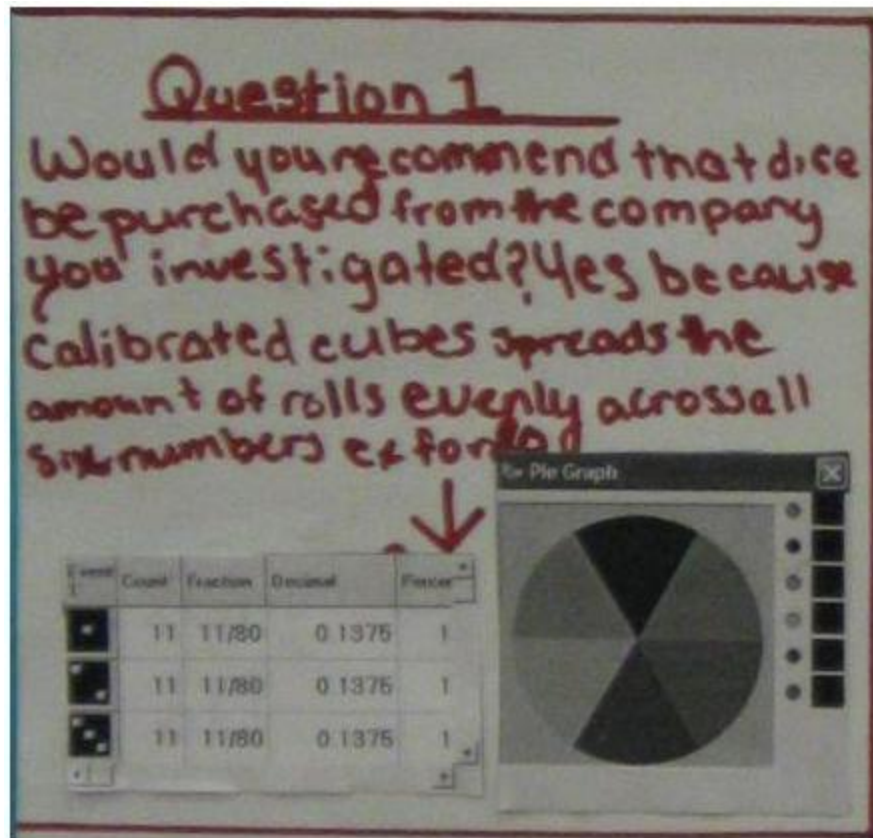 Question 1
Would you recommend that dice
be purchased from the company
you investigated? Yes because
calibrated cubes spreads the
amount of rolls evenly across all
six numbers
Pie Graph
Count Fraction Decimal
11 11/80 0.1375 1
11 11/80 0.1375 1
11 11/80 0.1375 1